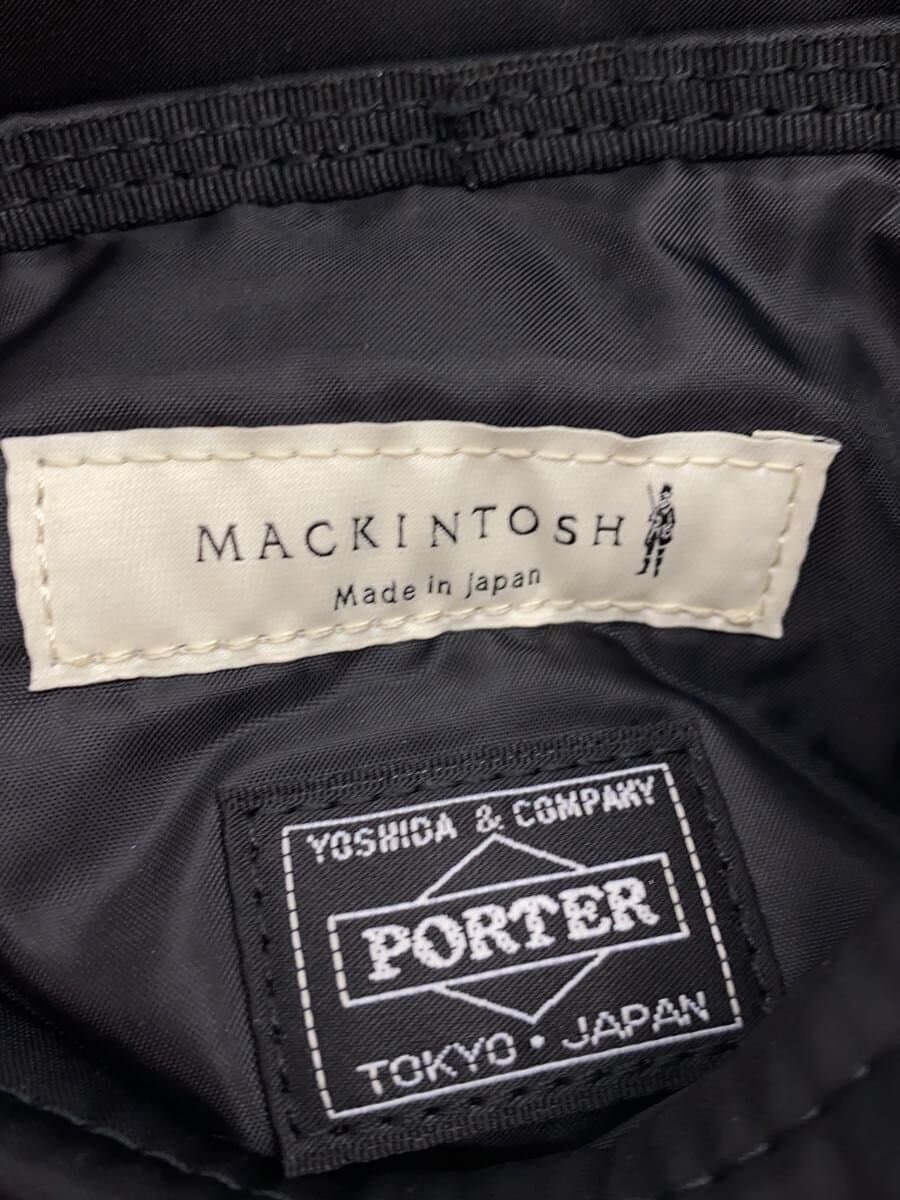 MACKINTOSH
Made in Japan
YOSHIDA & COMPANY
PORTER
TOKYO · JAPAN